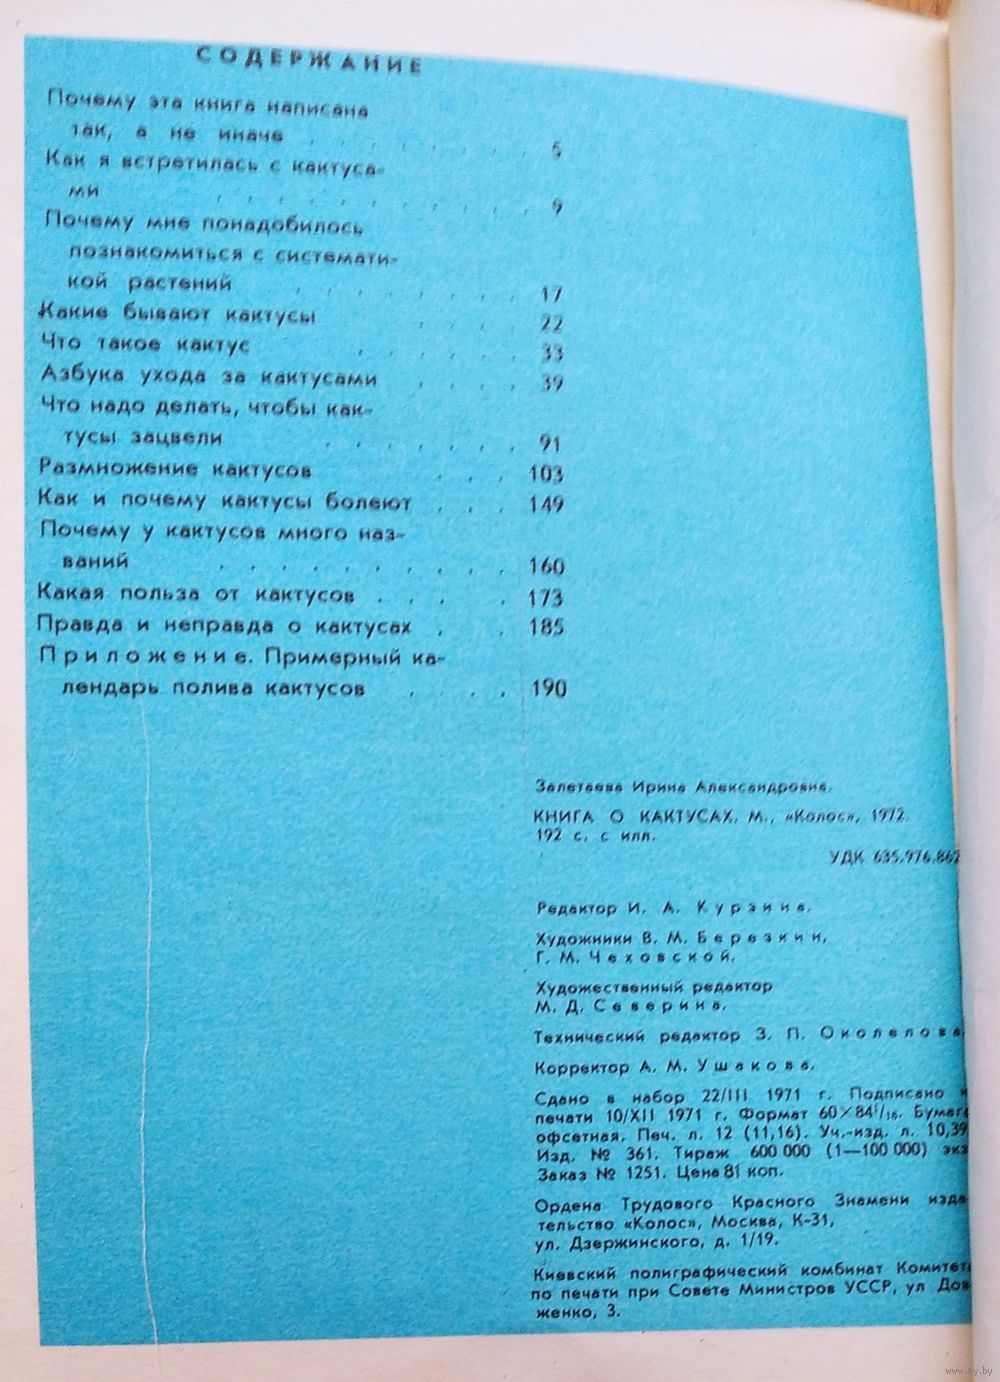 СОДЕРЖАНИЕ
Почему эта книга написана
так, а не иначе . . . . . . . . 5
Как я встретилась с кактуса-
ми . . . . . . . . . . . 9
Почему мне понадобилось
познакомиться с системати-
кой растений . . . . . . . . 17
Какие бывают кактусы . . . . 22
Что такое кактус . . . . . . 33
Азбука ухода за кактусами . . . . 39
Что надо делать, чтобы как-
тусы зацвели . . . . . . . 91
Размножение кактусов . . . 103
Как и почему кактусы болеют . . . 149
Почему у кактусов много наз-
ваний . . . . . . . . . . 160
Какая польза от кактусов . . . . 173
Правда и неправда о кактусах . . 185
Приложение. Примерный ка-
лендарь полива кактусов . . . . 190
Залетаева Ирина Александровна.
КНИГА О КАКТУСАХ. М., «Колос», 1972.
192 с. с илл.
УДК 635.976.862
Редактор И. А. Курзина.
Художники В. М. Березкин,
Г. М. Чеховской.
Художественный редактор
М. Д. Северина.
Технический редактор З. П. Околелова
Корректор А. М. Ушакова.
Сдано в набор 22/III 1971 г. Подписано к
печати 10/XII 1971 г. Формат 60×84¹/₁₆. Бумага
офсетная. Печ. л. 12 (11,16). Уч.-изд. л. 10,39
Изд. № 361. Тираж 600 000 (1—100 000) экз
Заказ № 1251. Цена 81 коп.
Ордена Трудового Красного Знамени изда
тельство «Колос», Москва, К-31,
ул. Дзержинского, д. 1/19.
Киевский полиграфический комбинат Комитета
по печати при Совете Министров УССР, ул Дов
женко, 3.
www.ay.by